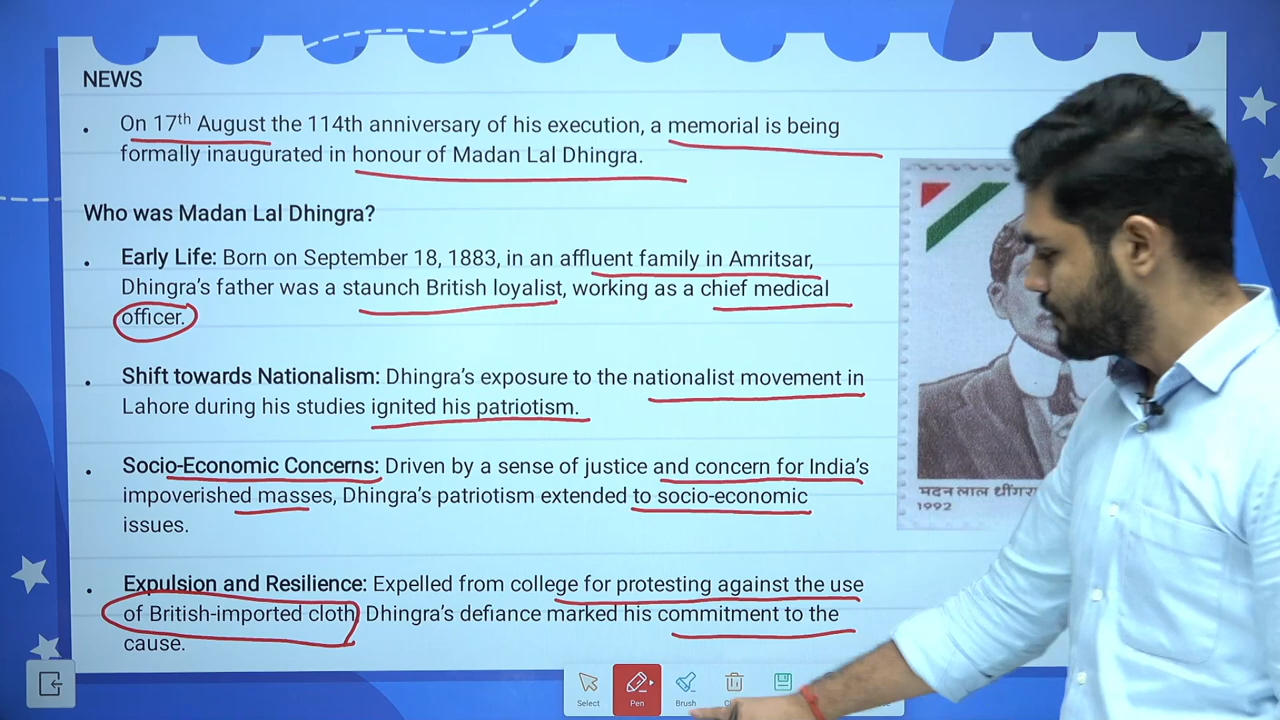 NEWS
On 17th August the 114th anniversary of his execution, a memorial is being
formally inaugurated in honour of Madan Lal Dhingra.
Who was Madan Lal Dhingra?
Early Life: Born on September 18, 1883, in an affluent family in Amritsar,
Dhingra's father was a staunch British loyalist, working as a chief medical
officer.
Shift towards Nationalism: Dhingra's exposure to the nationalist movement in
Lahore during his studies ignited his patriotism.
Socio-Economic Concerns: Driven by a sense of justice and concern for India's
impoverished masses, Dhingra's patriotism extended to socio-economic
issues.
Expulsion and Resilience: Expelled from college for protesting against the use
of British-imported cloth Dhingra's defiance marked his commitment to the
cause.
मदन लाल धींगरा
1992
Select Pen Brush